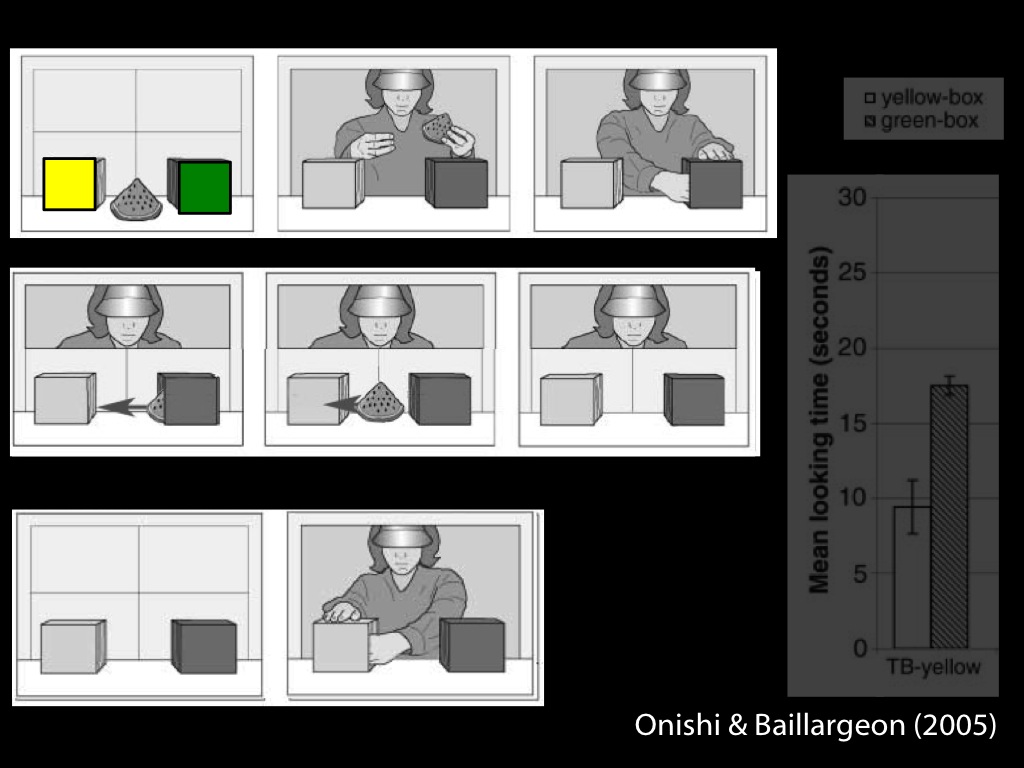 yellow-box
green-box
30
25
20
15
10
5
0
Mean looking time (seconds)
TB-yellow
Onishi & Baillargeon (2005)